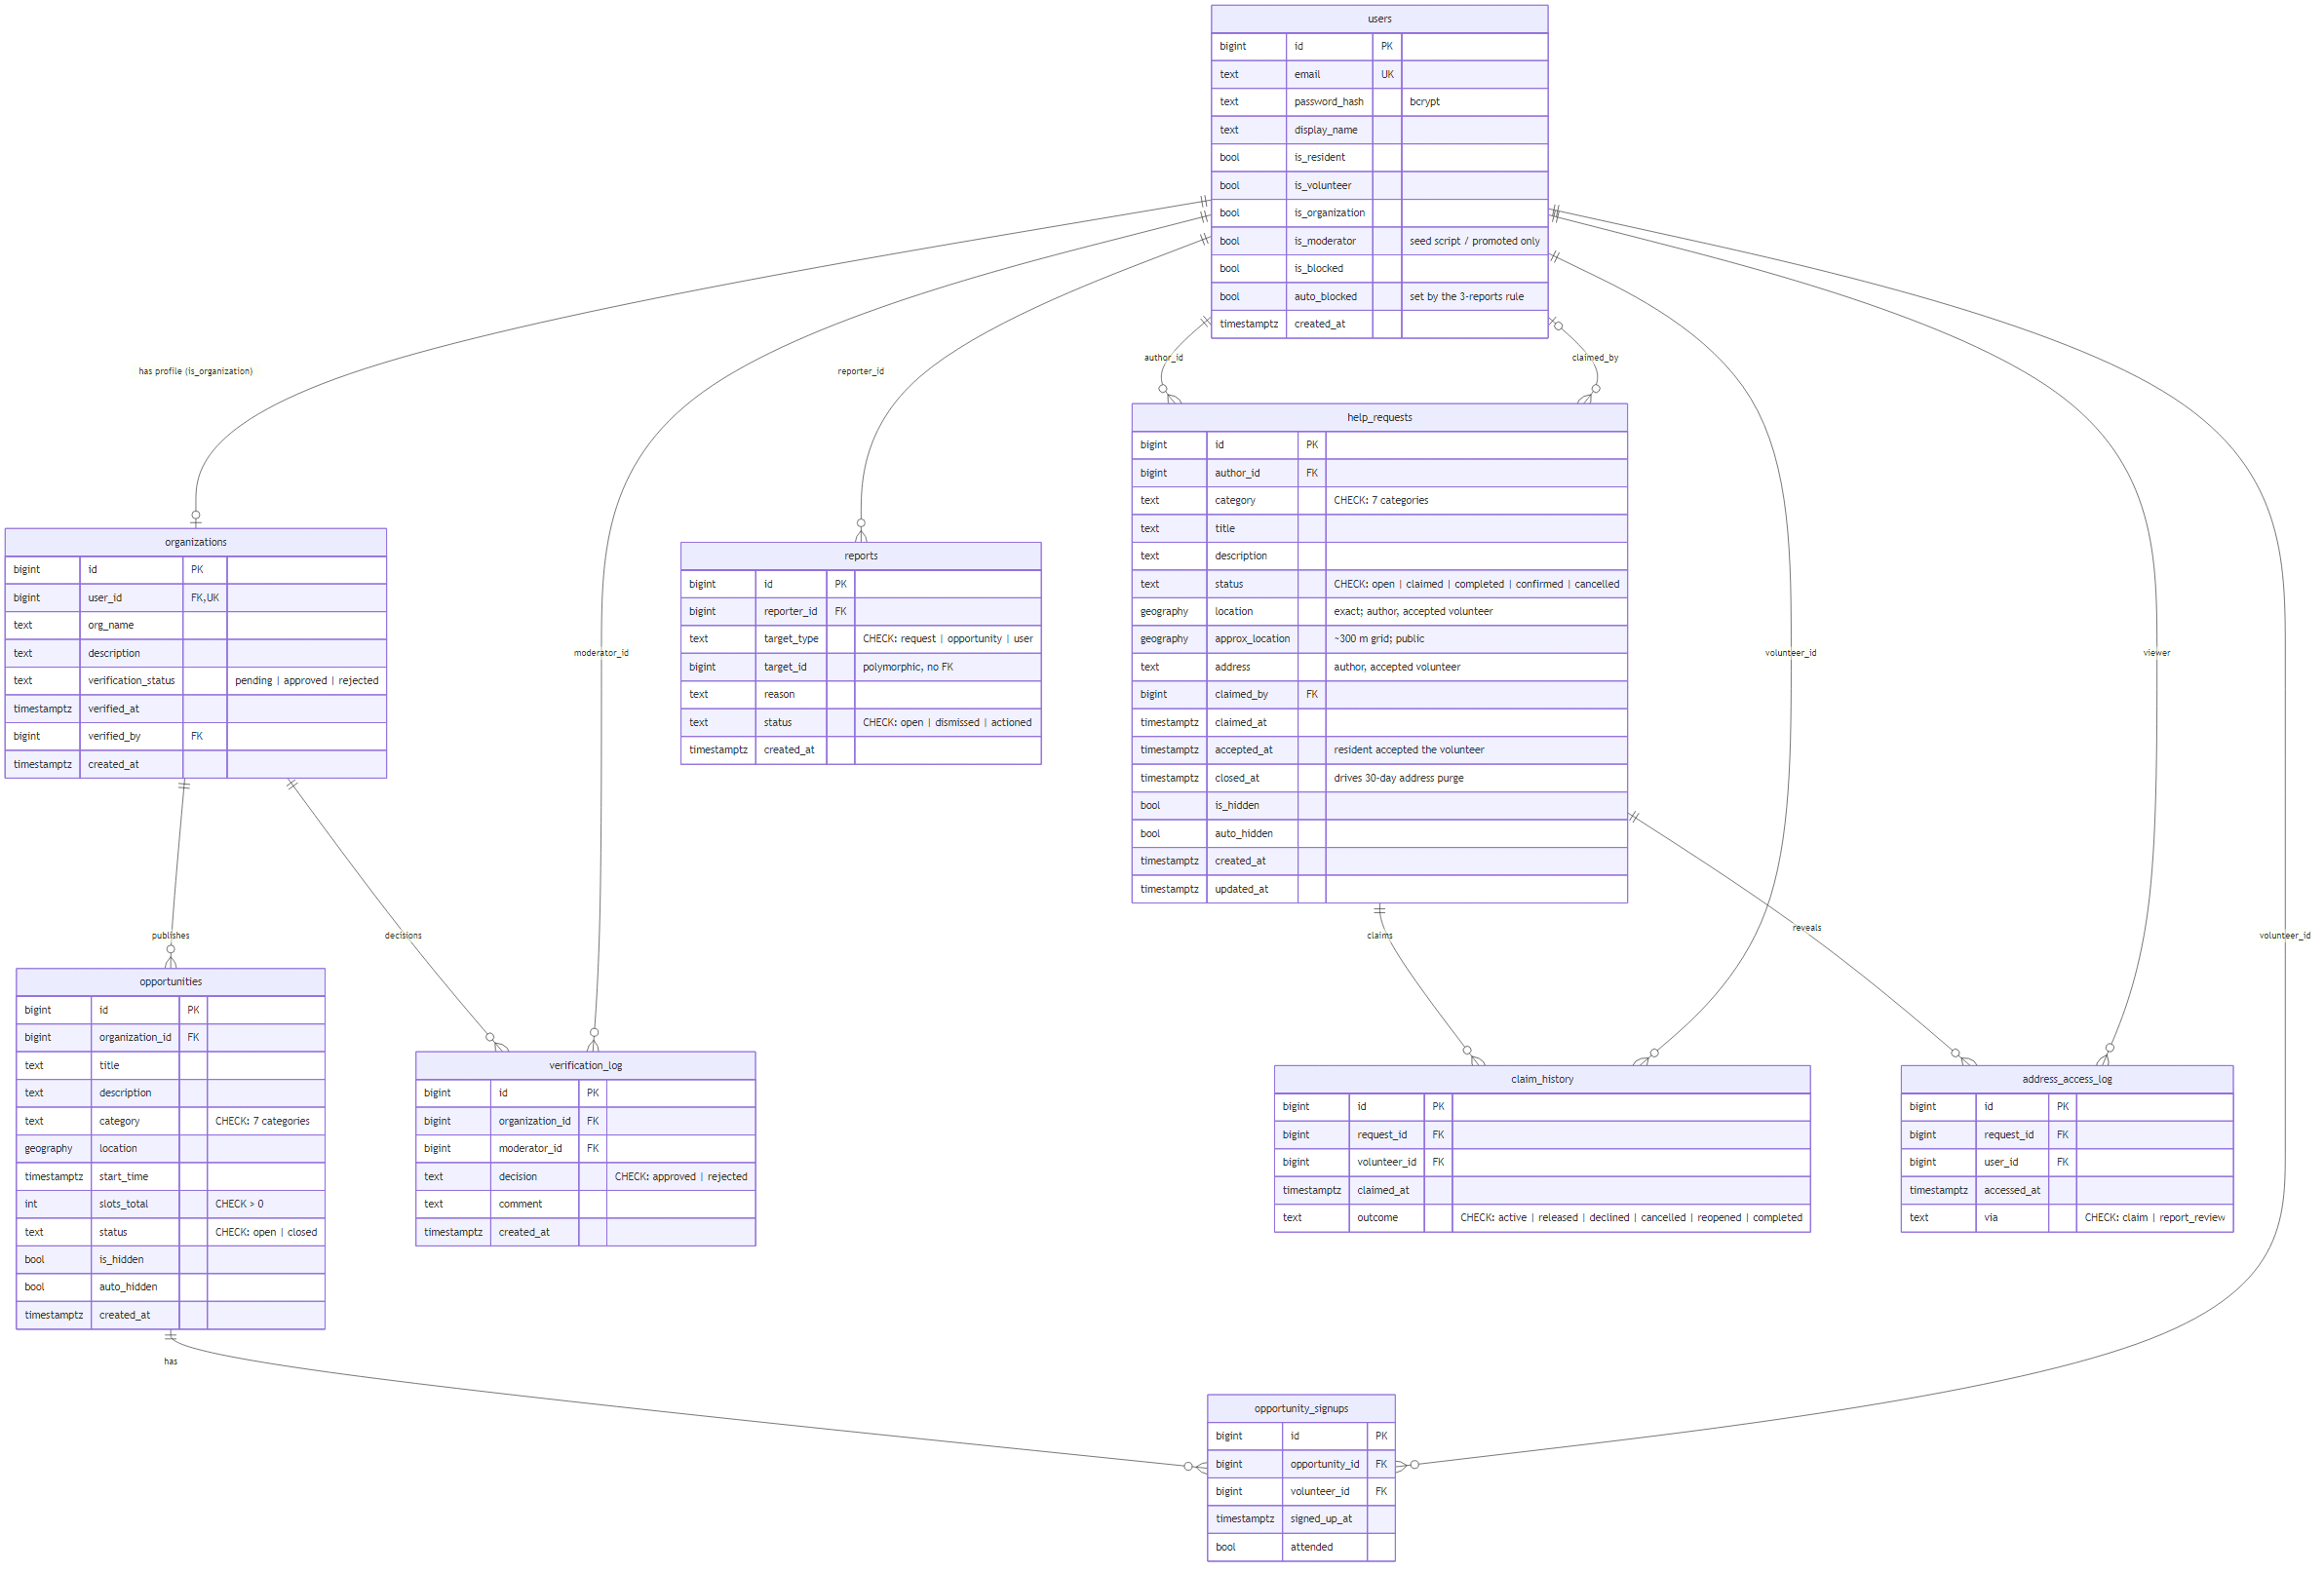 users
bigint id PK
text email UK
text password_hash bcrypt
text display_name
bool is_resident
bool is_volunteer
bool is_organization
bool is_moderator seed script / promoted only
bool is_blocked
bool auto_blocked set by the 3-reports rule
timestamptz created_at
author_id
claimed_by
has profile (is_organization)
reporter_id
moderator_id
volunteer_id
viewer
volunteer_id
help_requests
bigint id PK
bigint author_id FK
text category CHECK: 7 categories
text title
text description
text status CHECK: open | claimed | completed | confirmed | cancelled
geography location exact; author, accepted volunteer
geography approx_location ~300 m grid; public
text address author, accepted volunteer
bigint claimed_by FK
timestamptz claimed_at
timestamptz accepted_at resident accepted the volunteer
timestamptz closed_at drives 30-day address purge
bool is_hidden
bool auto_hidden
timestamptz created_at
timestamptz updated_at
organizations
bigint id PK
bigint user_id FK,UK
text org_name
text description
text verification_status pending | approved | rejected
timestamptz verified_at
bigint verified_by FK
timestamptz created_at
reports
bigint id PK
bigint reporter_id FK
text target_type CHECK: request | opportunity | user
bigint target_id polymorphic, no FK
text reason
text status CHECK: open | dismissed | actioned
timestamptz created_at
publishes
decisions
claims
reveals
opportunities
bigint id PK
bigint organization_id FK
text title
text description
text category CHECK: 7 categories
geography location
timestamptz start_time
int slots_total CHECK > 0
text status CHECK: open | closed
bool is_hidden
bool auto_hidden
timestamptz created_at
verification_log
bigint id PK
bigint organization_id FK
bigint moderator_id FK
text decision CHECK: approved | rejected
text comment
timestamptz created_at
claim_history
bigint id PK
bigint request_id FK
bigint volunteer_id FK
timestamptz claimed_at
text outcome CHECK: active | released | declined | cancelled | reopened | completed
address_access_log
bigint id PK
bigint request_id FK
bigint user_id FK
timestamptz accessed_at
text via CHECK: claim | report_review
has
opportunity_signups
bigint id PK
bigint opportunity_id FK
bigint volunteer_id FK
timestamptz signed_up_at
bool attended